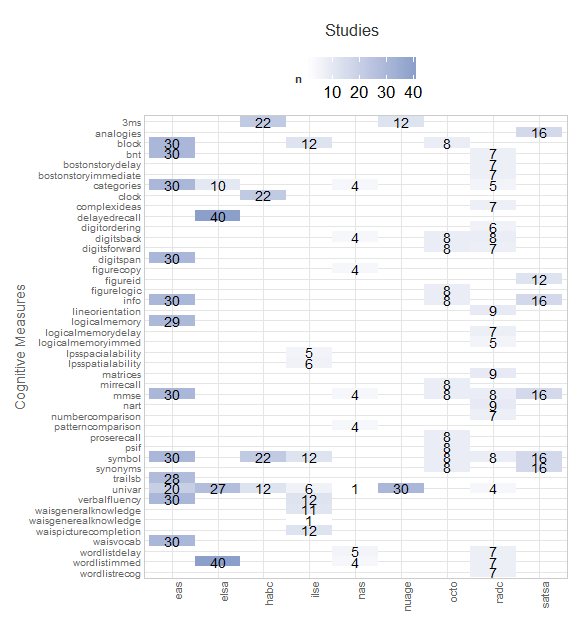 Studies
n
10 20 30 40
Cognitive Measures
3ms 22 12
analogies 16
block 30 12 8
bnt 30 7
bostonstorydelay 7
bostonstoryimmediate 7
categories 30 10 4 5
clock 22
complexideas 7
delayedrecall 40
digitordering 6
digitsback 4 8 8
digitsforward 8 7
digitspan 30
figurecopy 4
figureid 12
figurelogic 8
info 30 8 16
lineorientation 9
logicalmemory 29
logicalmemorydelay 7
logicalmemoryimmed 5
lpsspacialability 5
lpsspatialability 6
matrices 9
mirrecall 8
mmse 30 4 8 8 16
nart 9
numbercomparison 7
patterncomparison 4
proserecall 8
psif 8
symbol 30 22 12 8 8 16
synonyms 8 16
trailsb 28
univar 20 27 12 6 1 30 4
verbalfluency 30 12
waisgeneralknowledge 11
waisgenerealknowledge 1
waispicturecompletion 12
waisvocab 30
wordlistdelay 5 7
wordlistimmed 40 4 7
wordlistrecog 7
eas elsa habc ilse nas nuage octo radc satsa